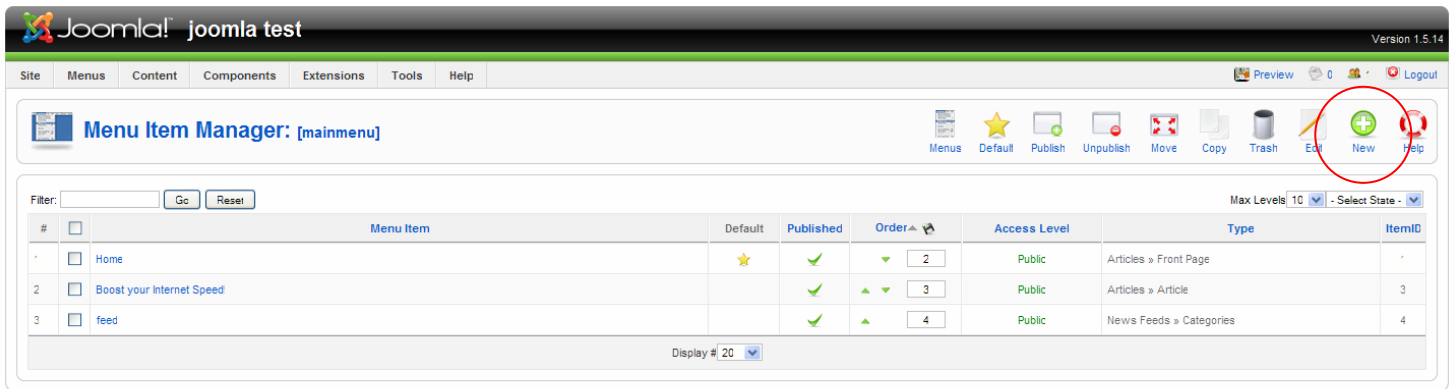 Joomla!™ joomla test
Version 1.5.14
Site Menus Content Components Extensions Tools Help Preview 0 Logout
Menu Item Manager: [mainmenu]
Menus Default Publish Unpublish Move Copy Trash Edit New Help
Filter: Go Reset Max Levels 10 - Select State -
# Menu Item Default Published Order Access Level Type ItemID
1 Home 2 Public Articles » Front Page 1
2 Boost your Internet Speed! 3 Public Articles » Article 3
3 feed 4 Public News Feeds » Categories 4
Display # 20